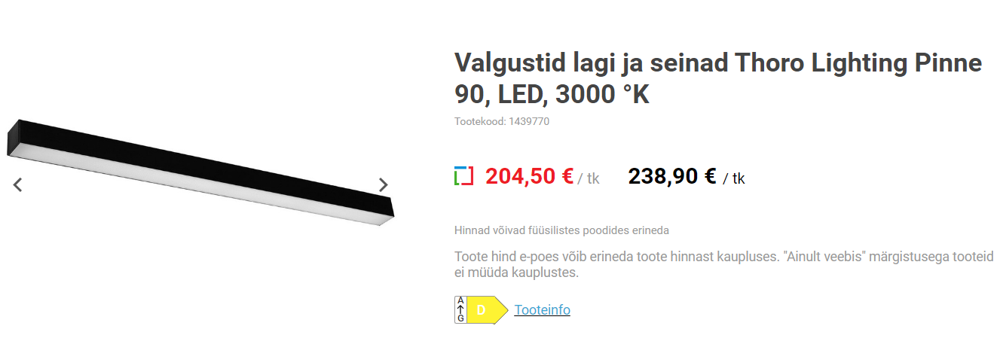 Valgustid lagi ja seinad Thoro Lighting Pinne
90, LED, 3000 °K
Tootekood: 1439770
204,50 € / tk 238,90 € / tk
Hinnad võivad füüsilistes poodides erineda
Toote hind e-poes võib erineda toote hinnast kaupluses. "Ainult veebis" märgistusega tooteid
ei müüda kauplustes.
A
↑
G
D
Tooteinfo